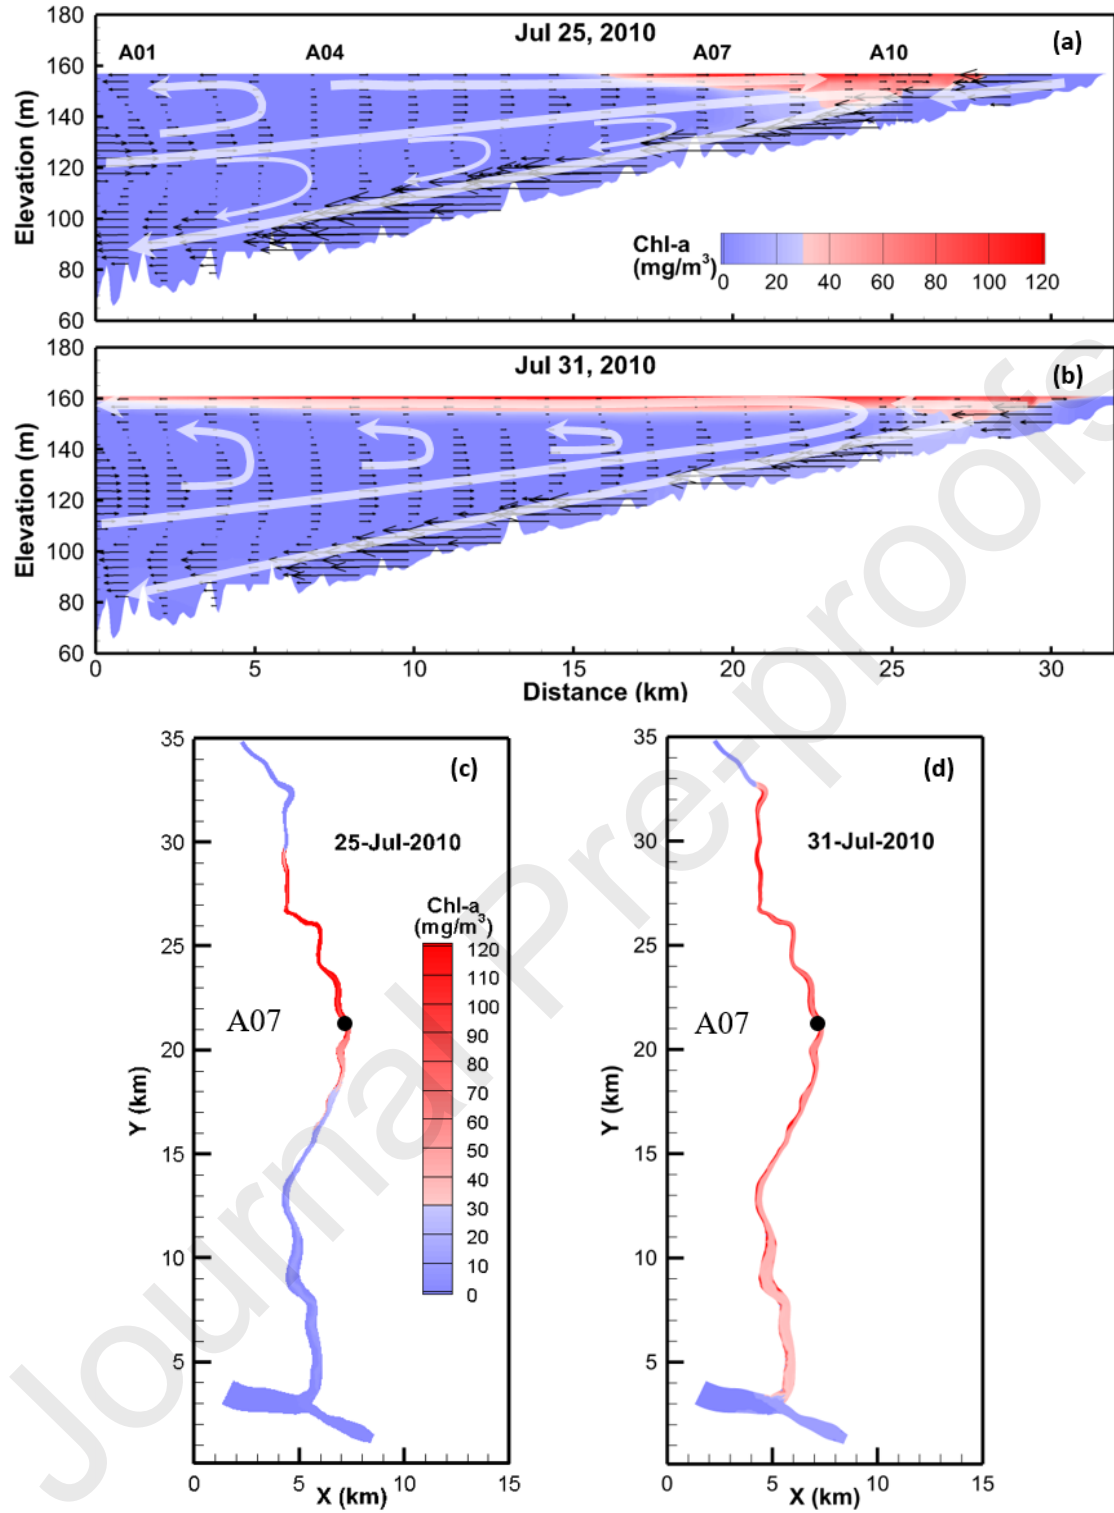 180
160
140
120
100
80
60
Elevation (m)
Jul 25, 2010
(a)
A01
A04
A07
A10
Chl-a
(mg/m³)
0 20 40 60 80 100 120
180
160
140
120
100
80
60
Elevation (m)
Jul 31, 2010
(b)
0 5 10 15 20 25 30
Distance (km)
35
30
25
20
15
10
5
Y (km)
(c)
25-Jul-2010
Chl-a
(mg/m³)
120
110
100
90
80
70
60
50
40
30
20
10
0
A07
0 5 10 15
X (km)
35
30
25
20
15
10
5
Y (km)
(d)
31-Jul-2010
A07
0 5 10 15
X (km)
Journal Pre-proofs